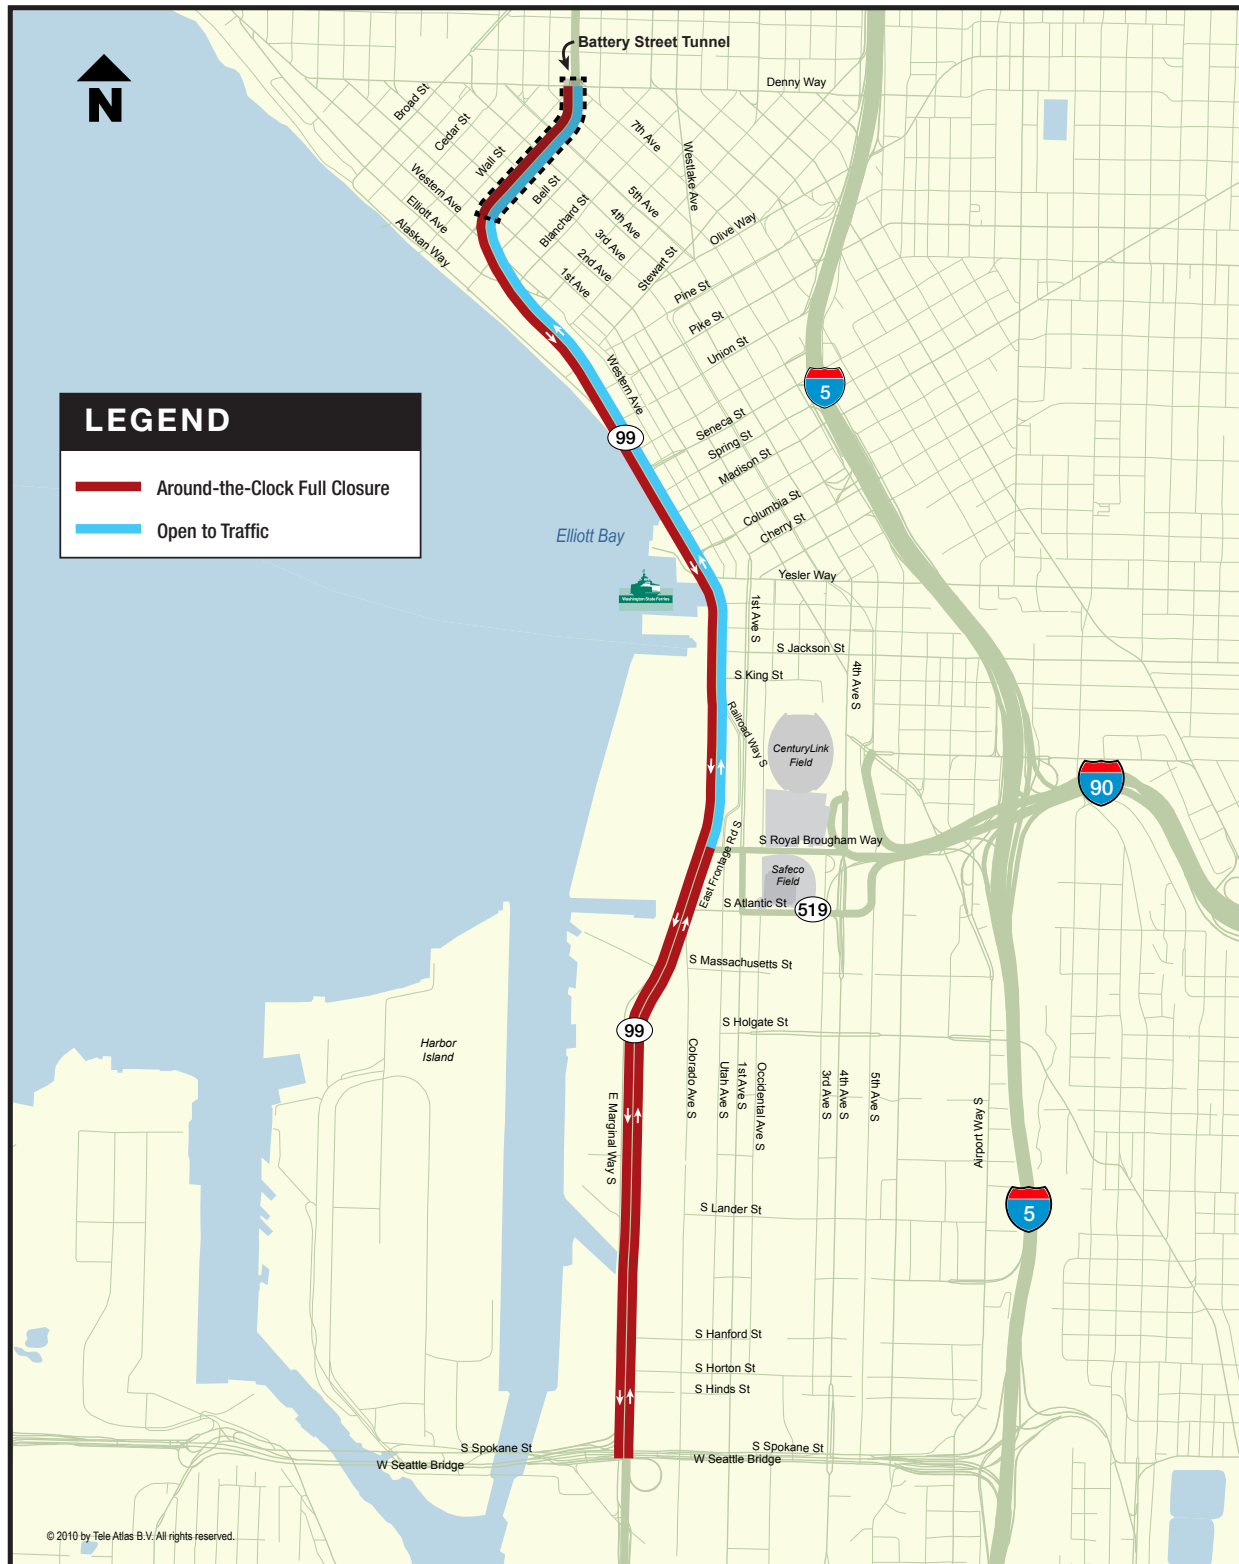 Battery Street Tunnel
Denny Way
N
Broad St
Cedar St
Wall St
7th Ave
Westlake Ave
Western Ave
Elliott Ave
Alaskan Way
Bell St
Blanchard St
5th Ave
4th Ave
3rd Ave
2nd Ave
1st Ave
Stewart St
Olive Way
Pine St
Pike St
Union St
Western Ave
5
LEGEND
Around-the-Clock Full Closure
Open to Traffic
99
Seneca St
Spring St
Madison St
Columbia St
Cherry St
Elliott Bay
Washington State Ferries
Yesler Way
1st Ave S
S Jackson St
S King St
4th Ave S
Railroad Way S
CenturyLink
Field
90
East Frontage Rd S
S Royal Brougham Way
Safeco
Field
S Atlantic St
519
S Massachusetts St
99
S Holgate St
Harbor
Island
E Marginal Way S
Colorado Ave S
Utah Ave S
1st Ave S
Occidental Ave S
3rd Ave S
4th Ave S
5th Ave S
Airport Way S
S Lander St
5
S Hanford St
S Horton St
S Hinds St
S Spokane St
W Seattle Bridge
S Spokane St
W Seattle Bridge
© 2010 by Tele Atlas B.V. All rights reserved.